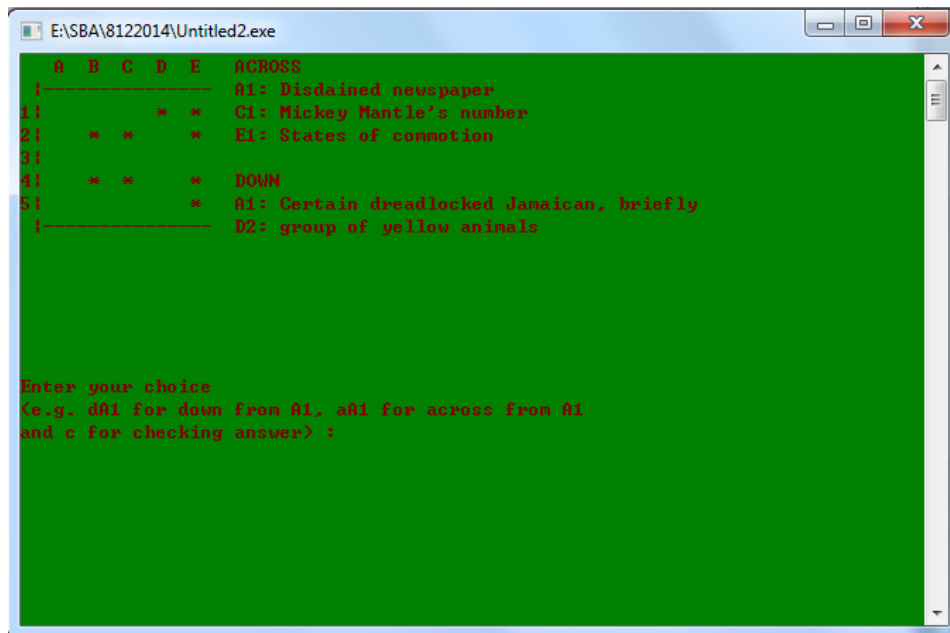 E:\SBA\8122014\Untitled2.exe
A B C D E ACROSS
|--------------- A1: Disdained newspaper
1| * * C1: Mickey Mantle's number
2| * * * E1: States of commotion
3|
4| * * * DOWN
5| * A1: Certain dreadlocked Jamaican, briefly
|--------------- D2: group of yellow animals
Enter your choice
(e.g. dA1 for down from A1, aA1 for across from A1
and c for checking answer) :